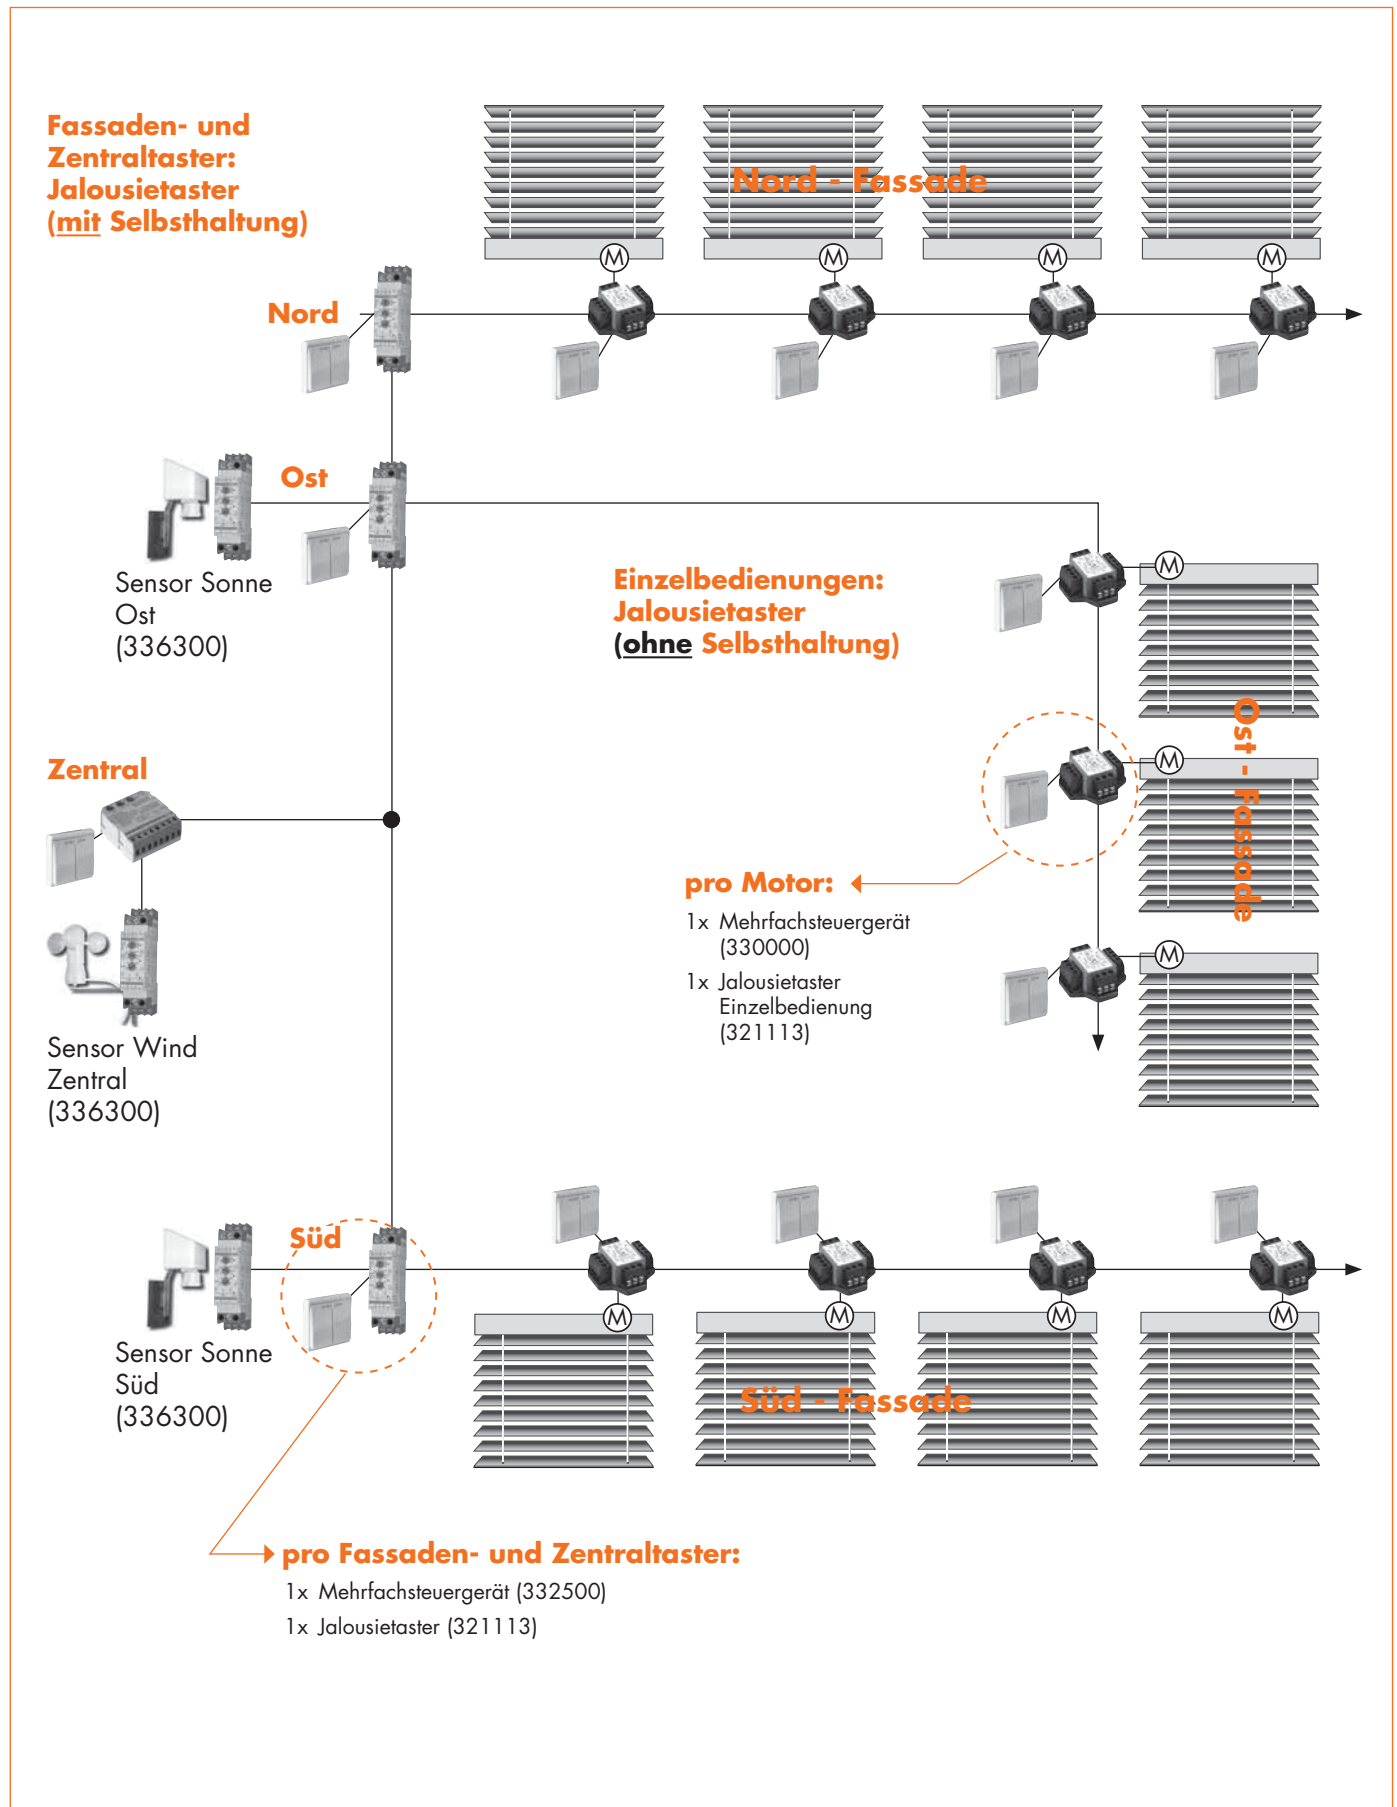 Fassaden- und
Zentraltaster:
Jalousietaster
(mit Selbsthaltung)
Nord - Fassade
M M M M
Nord
Ost
Sensor Sonne
Ost
(336300)
Einzelbedienungen:
Jalousietaster
(ohne Selbsthaltung)
M
Ost - Fassade
Zentral
M
pro Motor:
1x Mehrfachsteuergerät
(330000)
1x Jalousietaster
Einzelbedienung
(321113)
M
Sensor Wind
Zentral
(336300)
Süd
Sensor Sonne
Süd
(336300)
M M M M
Süd - Fassade
pro Fassaden- und Zentraltaster:
1x Mehrfachsteuergerät (332500)
1x Jalousietaster (321113)